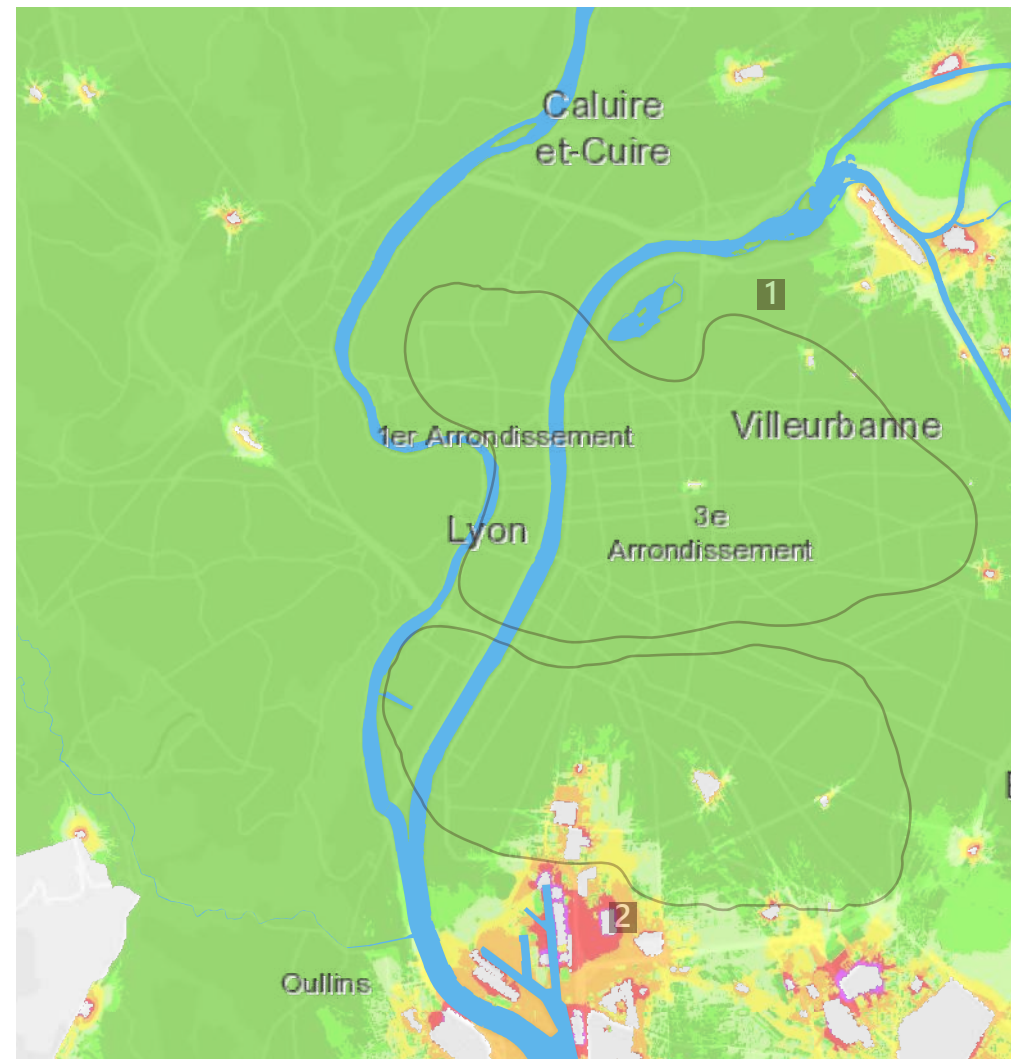 Caluire
et-Cuire
1
1er Arrondissement
Villeurbanne
Lyon
3e
Arrondissement
2
Oullins